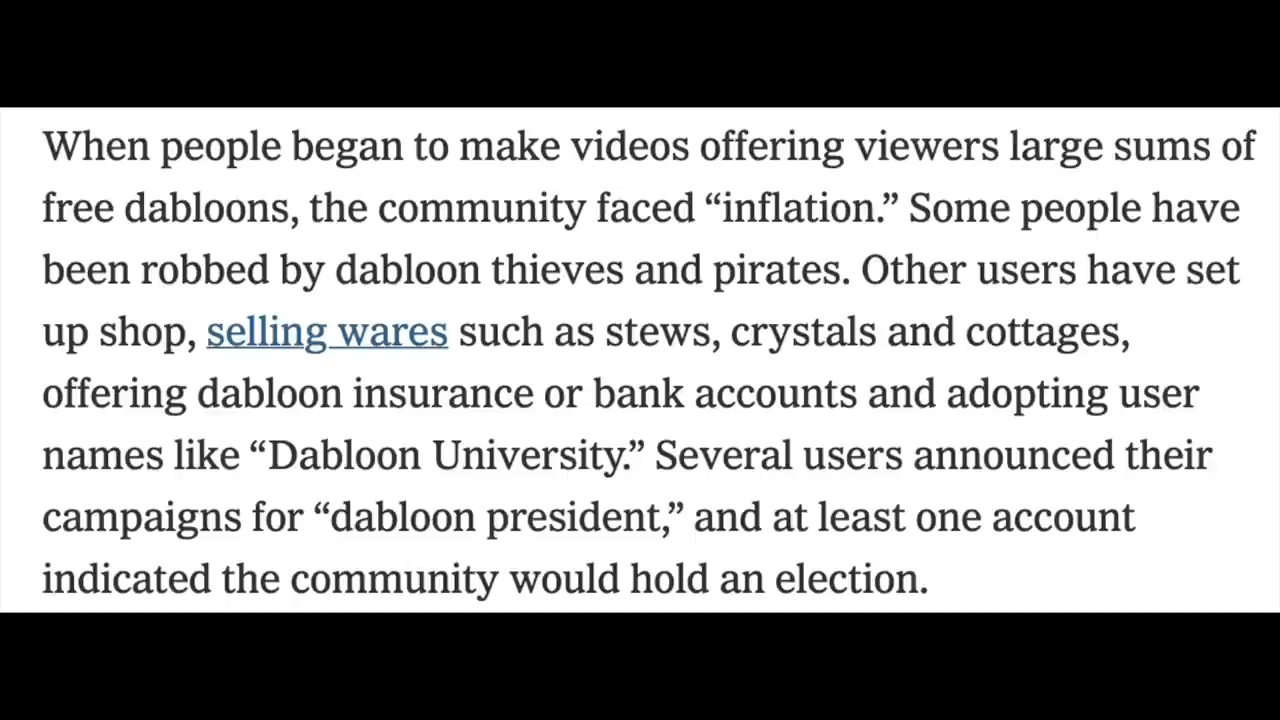 When people began to make videos offering viewers large sums of
free dabloons, the community faced “inflation.” Some people have
been robbed by dabloon thieves and pirates. Other users have set
up shop, selling wares such as stews, crystals and cottages,
offering dabloon insurance or bank accounts and adopting user
names like “Dabloon University.” Several users announced their
campaigns for “dabloon president,” and at least one account
indicated the community would hold an election.